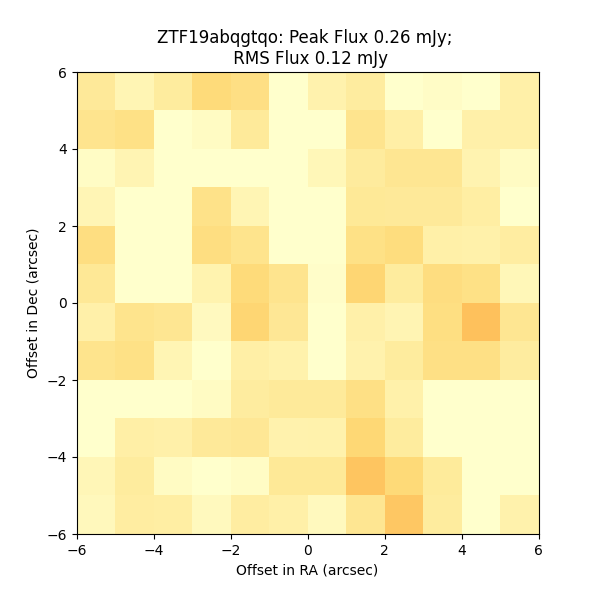 ZTF19abqgtqo: Peak Flux 0.26 mJy;
RMS Flux 0.12 mJy
6
4
2
0
−2
−4
−6
Offset in Dec (arcsec)
−6 −4 −2 0 2 4 6
Offset in RA (arcsec)